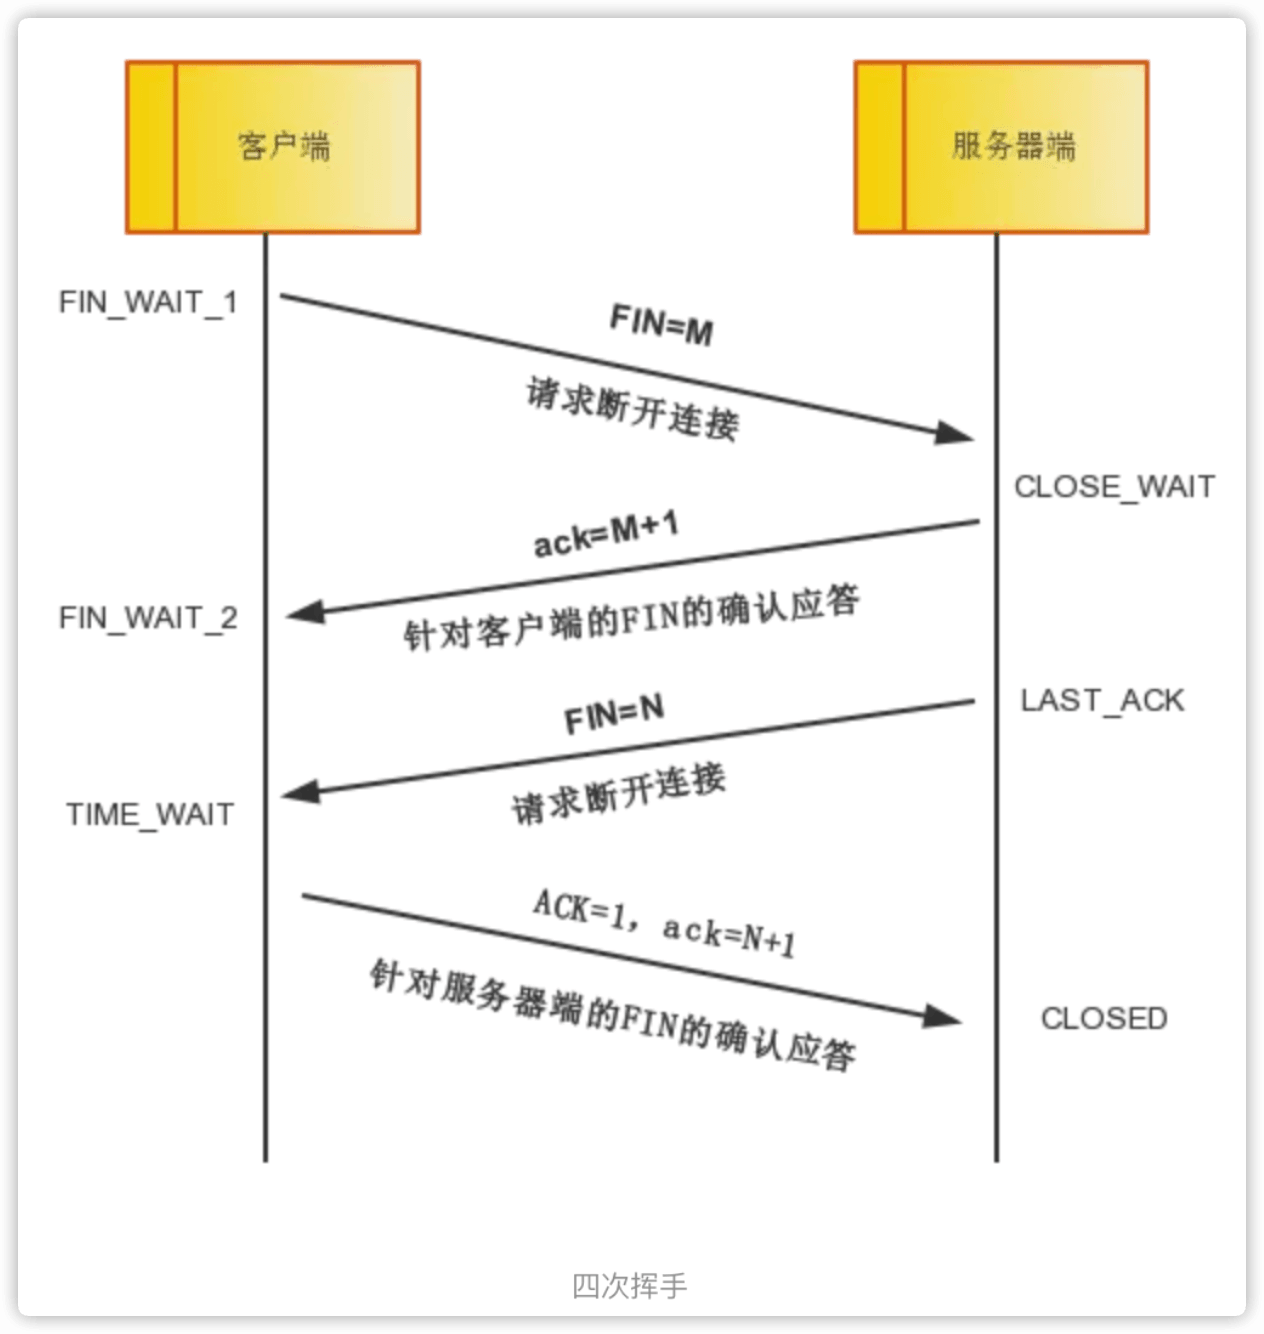 客户端
服务器端
FIN_WAIT_1
FIN=M
请求断开连接
CLOSE_WAIT
ack=M+1
针对客户端的FIN的确认应答
FIN_WAIT_2
LAST_ACK
FIN=N
请求断开连接
TIME_WAIT
ACK=1, ack=N+1
针对服务器端的FIN的确认应答
CLOSED
四次挥手